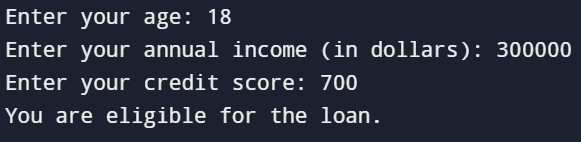 Enter your age: 18
Enter your annual income (in dollars): 300000
Enter your credit score: 700
You are eligible for the loan.